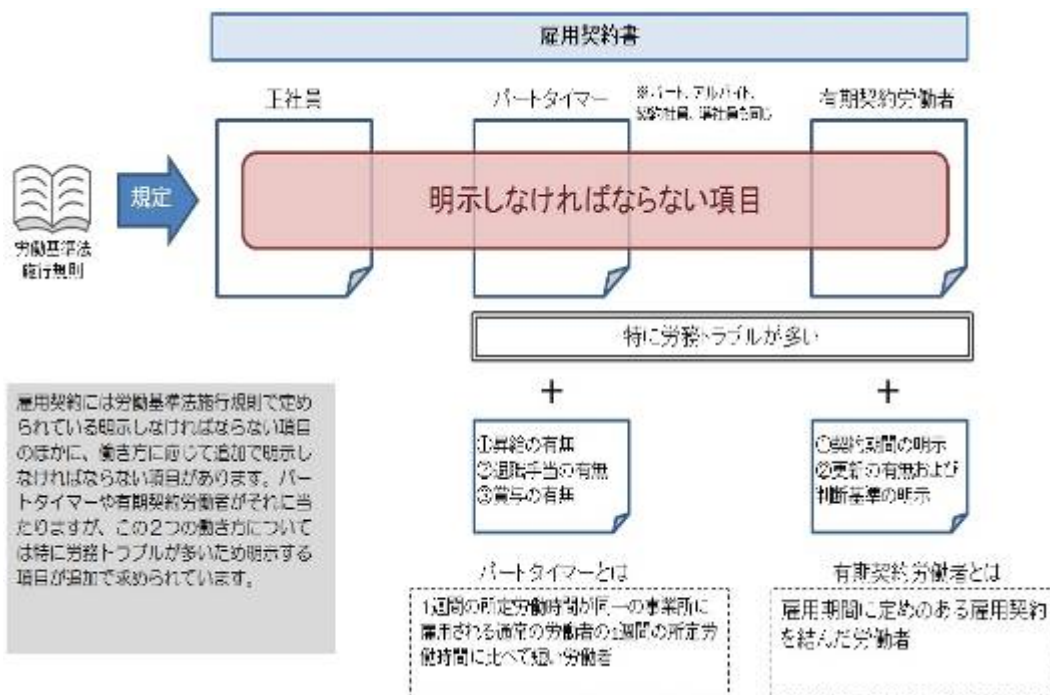 雇用契約書
正社員
パートタイマー
※パート、アルバイト、
契約社員、準社員も同じ
有期契約労働者
労働基準法
施行規則
規定
明示しなければならない項目
特に労務トラブルが多い
＋
＋
雇用契約には労働基準法施行規則で定め
られている明示しなければならない項目
のほかに、働き方に応じて追加で明示し
なければならない項目があります。パー
トタイマーや有期契約労働者がそれに当
たりますが、この２つの働き方について
は特に労務トラブルが多いため明示する
項目が追加で求められています。
①昇給の有無
②退職手当の有無
③賞与の有無
①契約期間の明示
②更新の有無および
判断基準の明示
パートタイマーとは
1週間の所定労働時間が同一の事業所に
雇用される通常の労働者の1週間の所定労
働時間に比べて短い労働者
有期契約労働者とは
雇用期間に定めのある雇用契約
を結んだ労働者